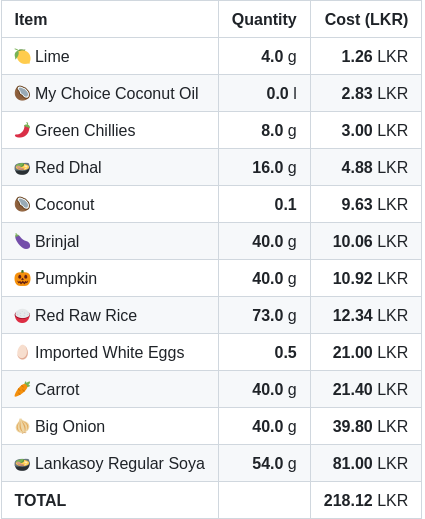 Item Quantity Cost (LKR)
🍋 Lime 4.0 g 1.26 LKR
🥥 My Choice Coconut Oil 0.0 l 2.83 LKR
🌶️ Green Chillies 8.0 g 3.00 LKR
🍲 Red Dhal 16.0 g 4.88 LKR
🥥 Coconut 0.1 9.63 LKR
🍆 Brinjal 40.0 g 10.06 LKR
🎃 Pumpkin 40.0 g 10.92 LKR
🍚 Red Raw Rice 73.0 g 12.34 LKR
🥚 Imported White Eggs 0.5 21.00 LKR
🥕 Carrot 40.0 g 21.40 LKR
🧅 Big Onion 40.0 g 39.80 LKR
🍲 Lankasoy Regular Soya 54.0 g 81.00 LKR
TOTAL 218.12 LKR